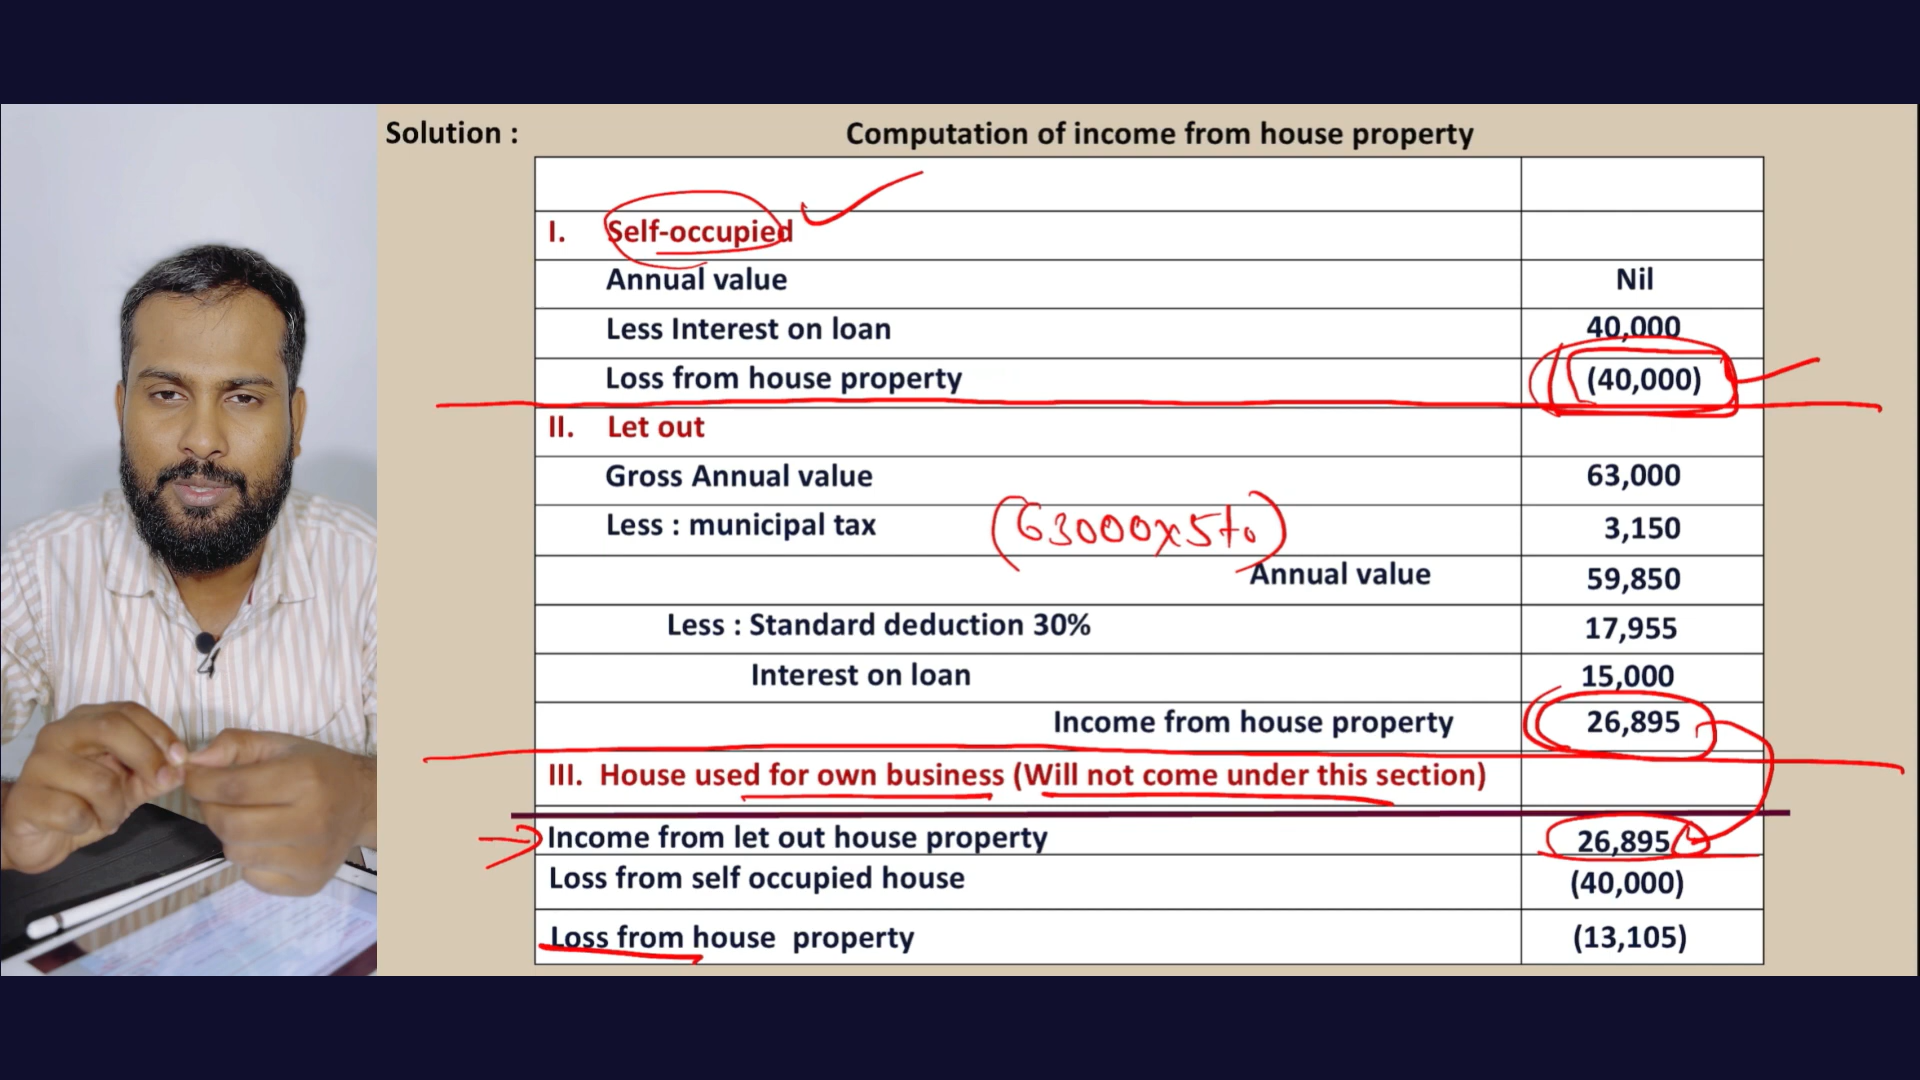 Solution :
Computation of income from house property
I. Self-occupied
Annual value Nil
Less Interest on loan 40,000
Loss from house property (40,000)
II. Let out
Gross Annual value 63,000
Less : municipal tax (63000x5%) 3,150
Annual value 59,850
Less : Standard deduction 30% 17,955
Interest on loan 15,000
Income from house property 26,895
III. House used for own business (Will not come under this section)
Income from let out house property 26,895
Loss from self occupied house (40,000)
Loss from house property (13,105)